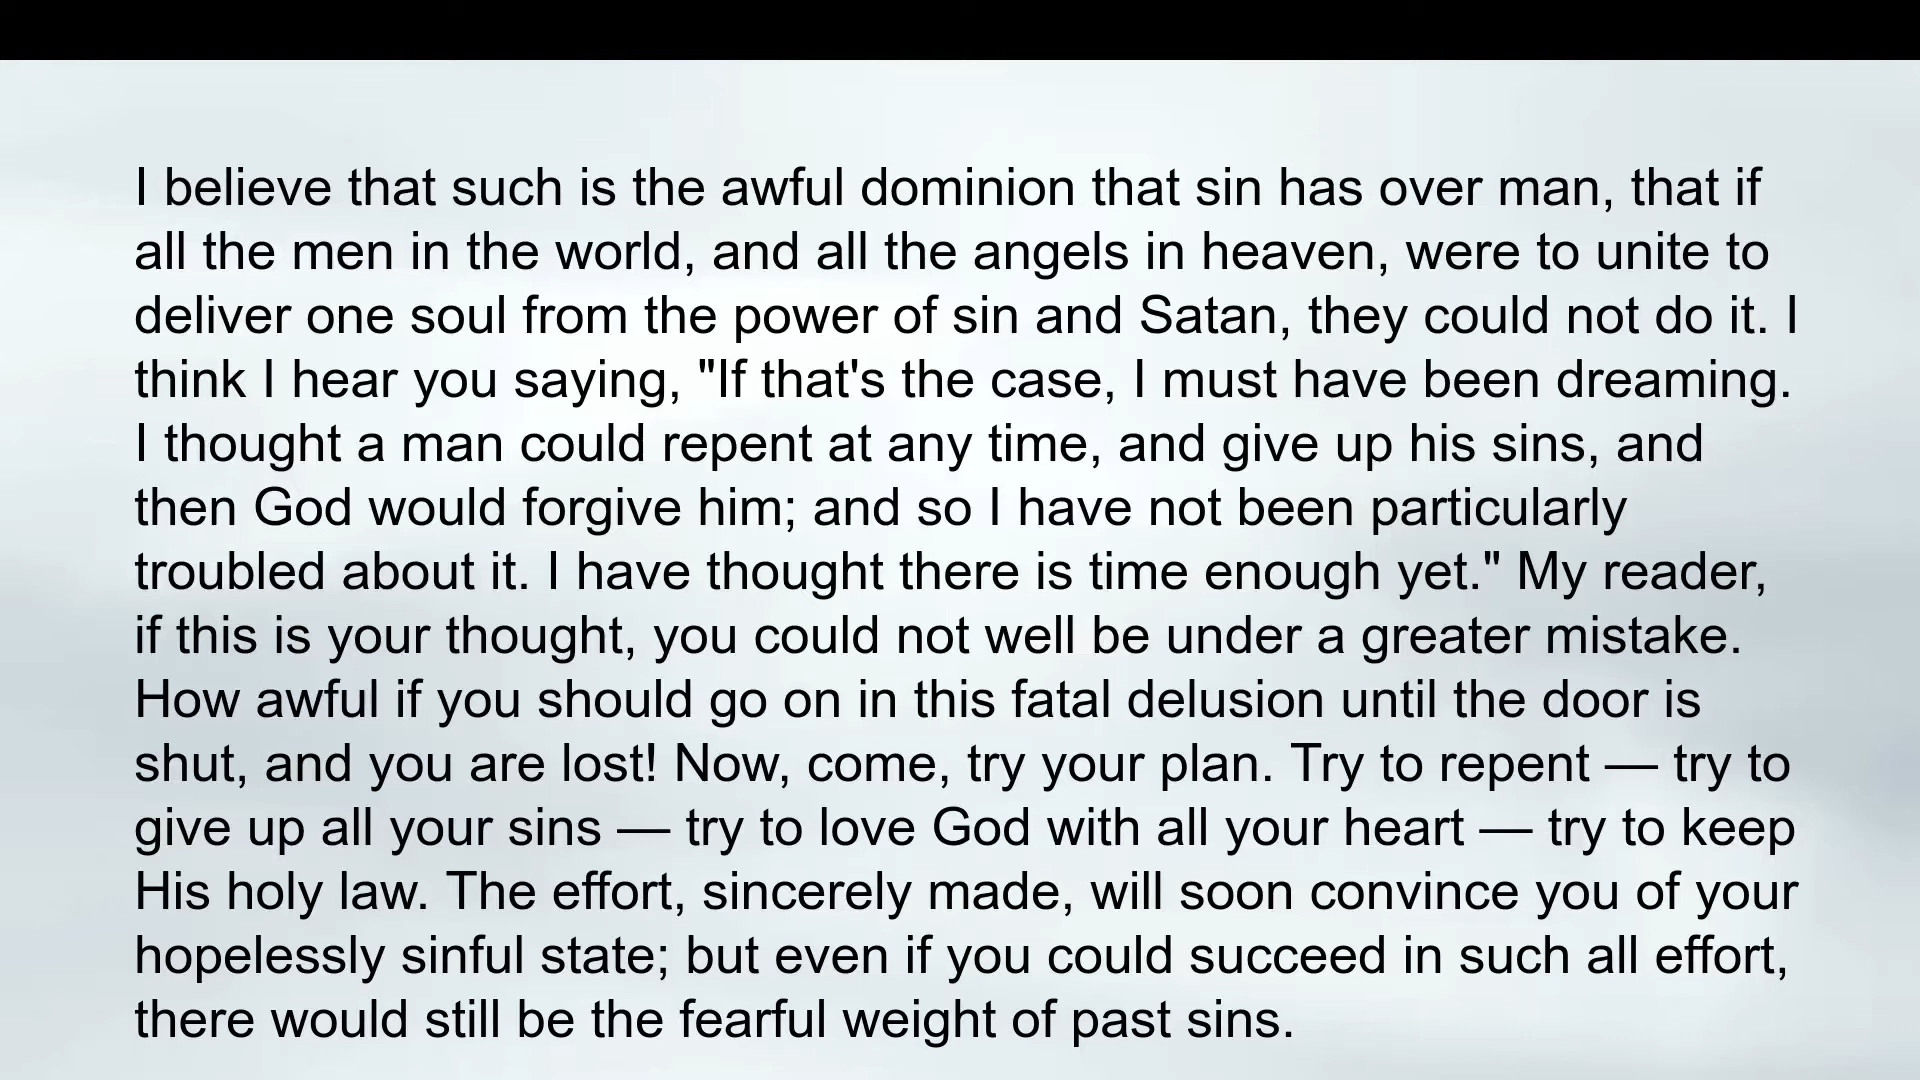 I believe that such is the awful dominion that sin has over man, that if
all the men in the world, and all the angels in heaven, were to unite to
deliver one soul from the power of sin and Satan, they could not do it. I
think I hear you saying, "If that's the case, I must have been dreaming.
I thought a man could repent at any time, and give up his sins, and
then God would forgive him; and so I have not been particularly
troubled about it. I have thought there is time enough yet." My reader,
if this is your thought, you could not well be under a greater mistake.
How awful if you should go on in this fatal delusion until the door is
shut, and you are lost! Now, come, try your plan. Try to repent — try to
give up all your sins — try to love God with all your heart — try to keep
His holy law. The effort, sincerely made, will soon convince you of your
hopelessly sinful state; but even if you could succeed in such all effort,
there would still be the fearful weight of past sins.